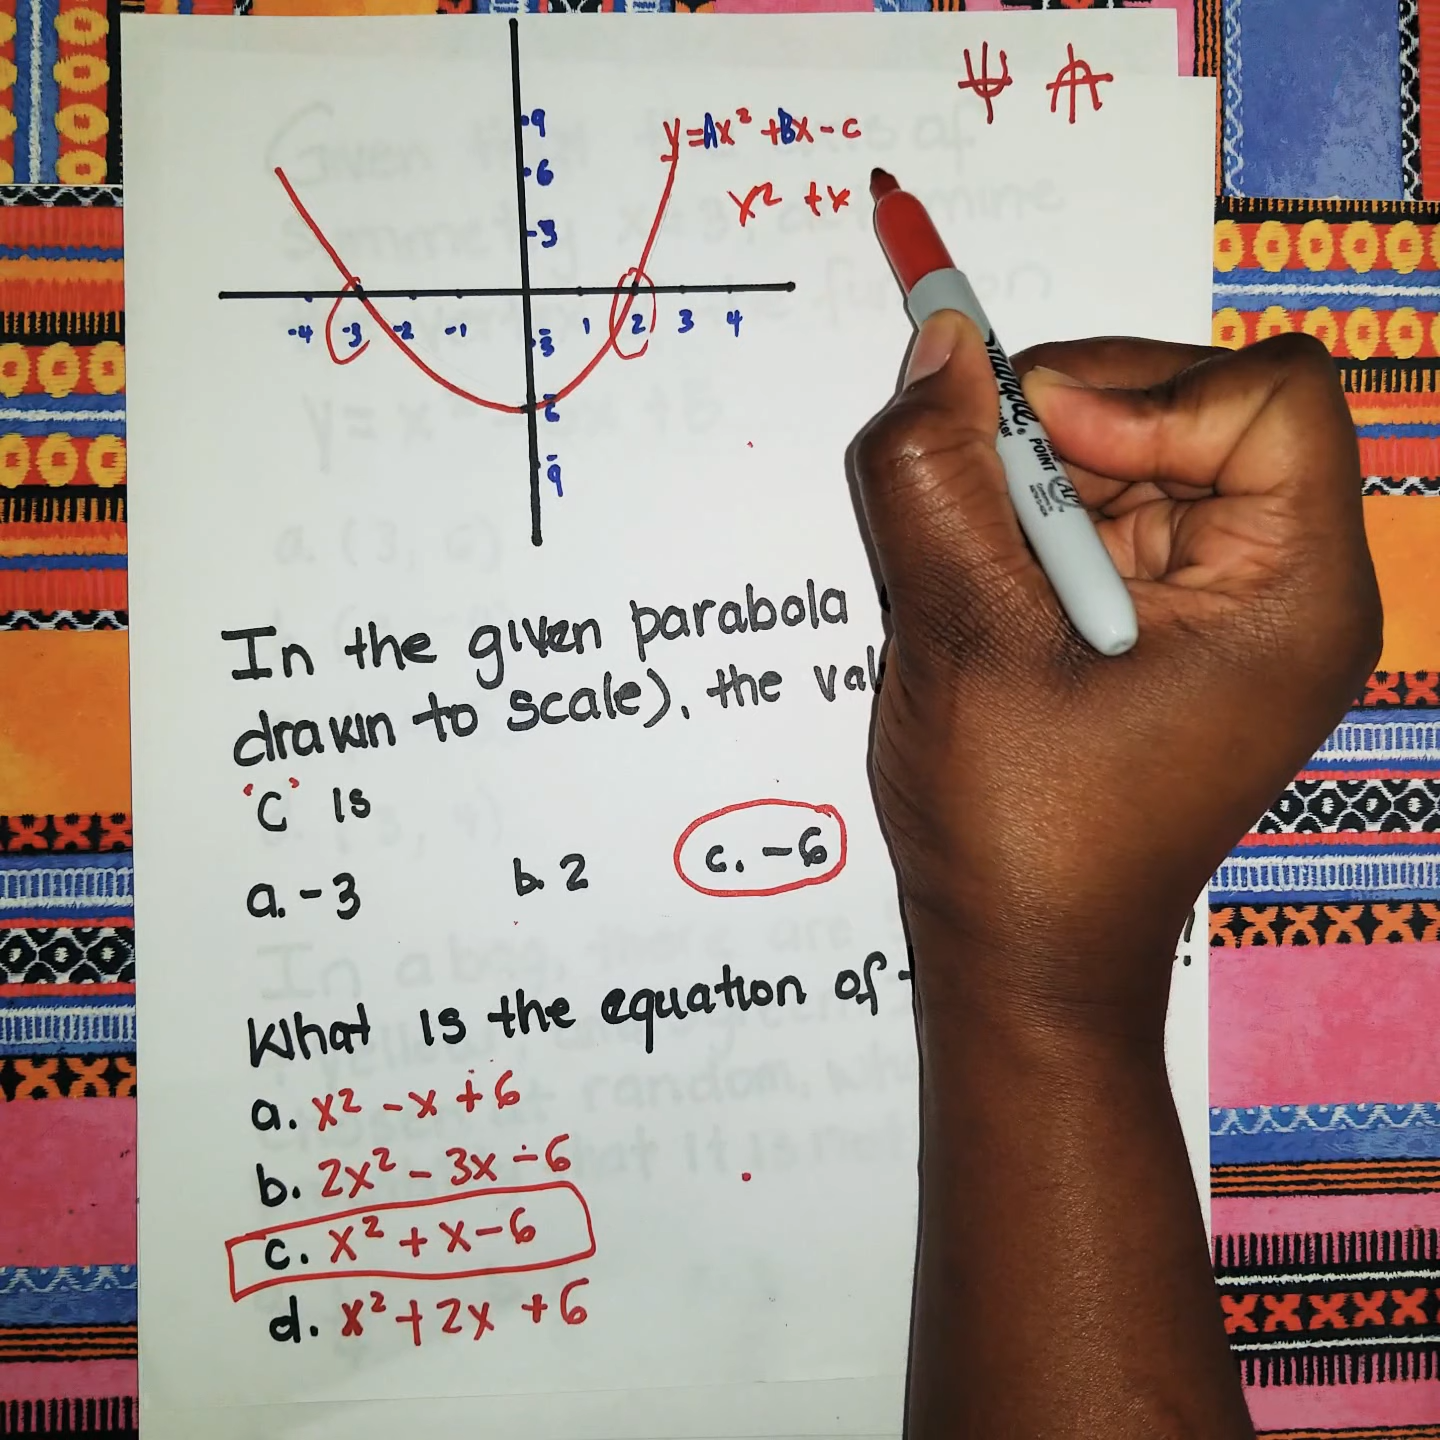 9
6
3
y=Ax² +Bx-c
x² +x
-4 -3 -2 -1 1 2 3 4
-3
-6
-9
Sharpie
POINT
In the given parabola
drawn to scale), the
'C' is
a. -3 b. 2 c. -6
What is the equation of
a. x² - x + 6
b. 2x² - 3x - 6
c. x² + x - 6
d. x² + 2x + 6